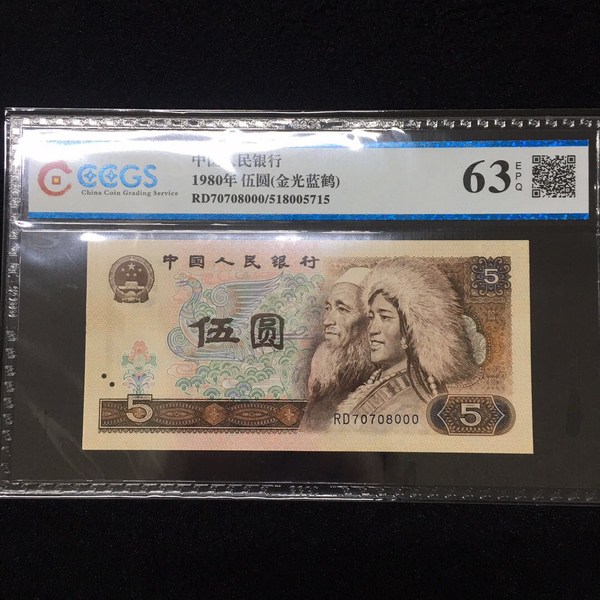 CCGS
China Coin Grading Service
中国人民银行
1980年 伍圆(金光蓝鹤)
RD70708000/518005715
63
EPQ
中国人民银行
5
伍圆
5
RD70708000
5
CCGS